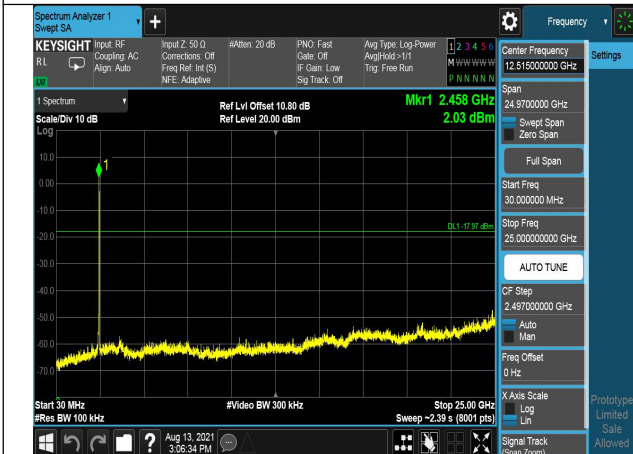 Spectrum Analyzer 1
Swept SA
Frequency
KEYSIGHT
RL
LXI
Input: RF
Coupling: AC
Align: Auto
Input Z: 50 Ω
Corrections: Off
Freq Ref: Int (S)
NFE: Adaptive
#Atten: 20 dB
PNO: Fast
Gate: Off
IF Gain: Low
Sig Track: Off
Avg Type: Log-Power
Avg|Hold:>1/1
Trig: Free Run
1 2 3 4 5 6
M W W W W W
P N N N N N
1 Spectrum
Scale/Div 10 dB
Log
Ref Lvl Offset 10.80 dB
Ref Level 20.00 dBm
Mkr1 2.458 GHz
2.03 dBm
10.0
1
0.00
-10.0
DL1 -17.97 dBm
-20.0
-30.0
-40.0
-50.0
-60.0
-70.0
Start 30 MHz
#Res BW 100 kHz
#Video BW 300 kHz
Stop 25.00 GHz
Sweep ~2.39 s (8001 pts)
Aug 13, 2021
3:06:34 PM
Center Frequency
12.515000000 GHz
Span
24.9700000 GHz
Swept Span
Zero Span
Full Span
Start Freq
30.000000 MHz
Stop Freq
25.000000000 GHz
AUTO TUNE
CF Step
2.497000000 GHz
Auto
Man
Freq Offset
0 Hz
X Axis Scale
Log
Lin
Signal Track
(Span Zoom)
Settings
Prototype
Limited
Sale
Allowed